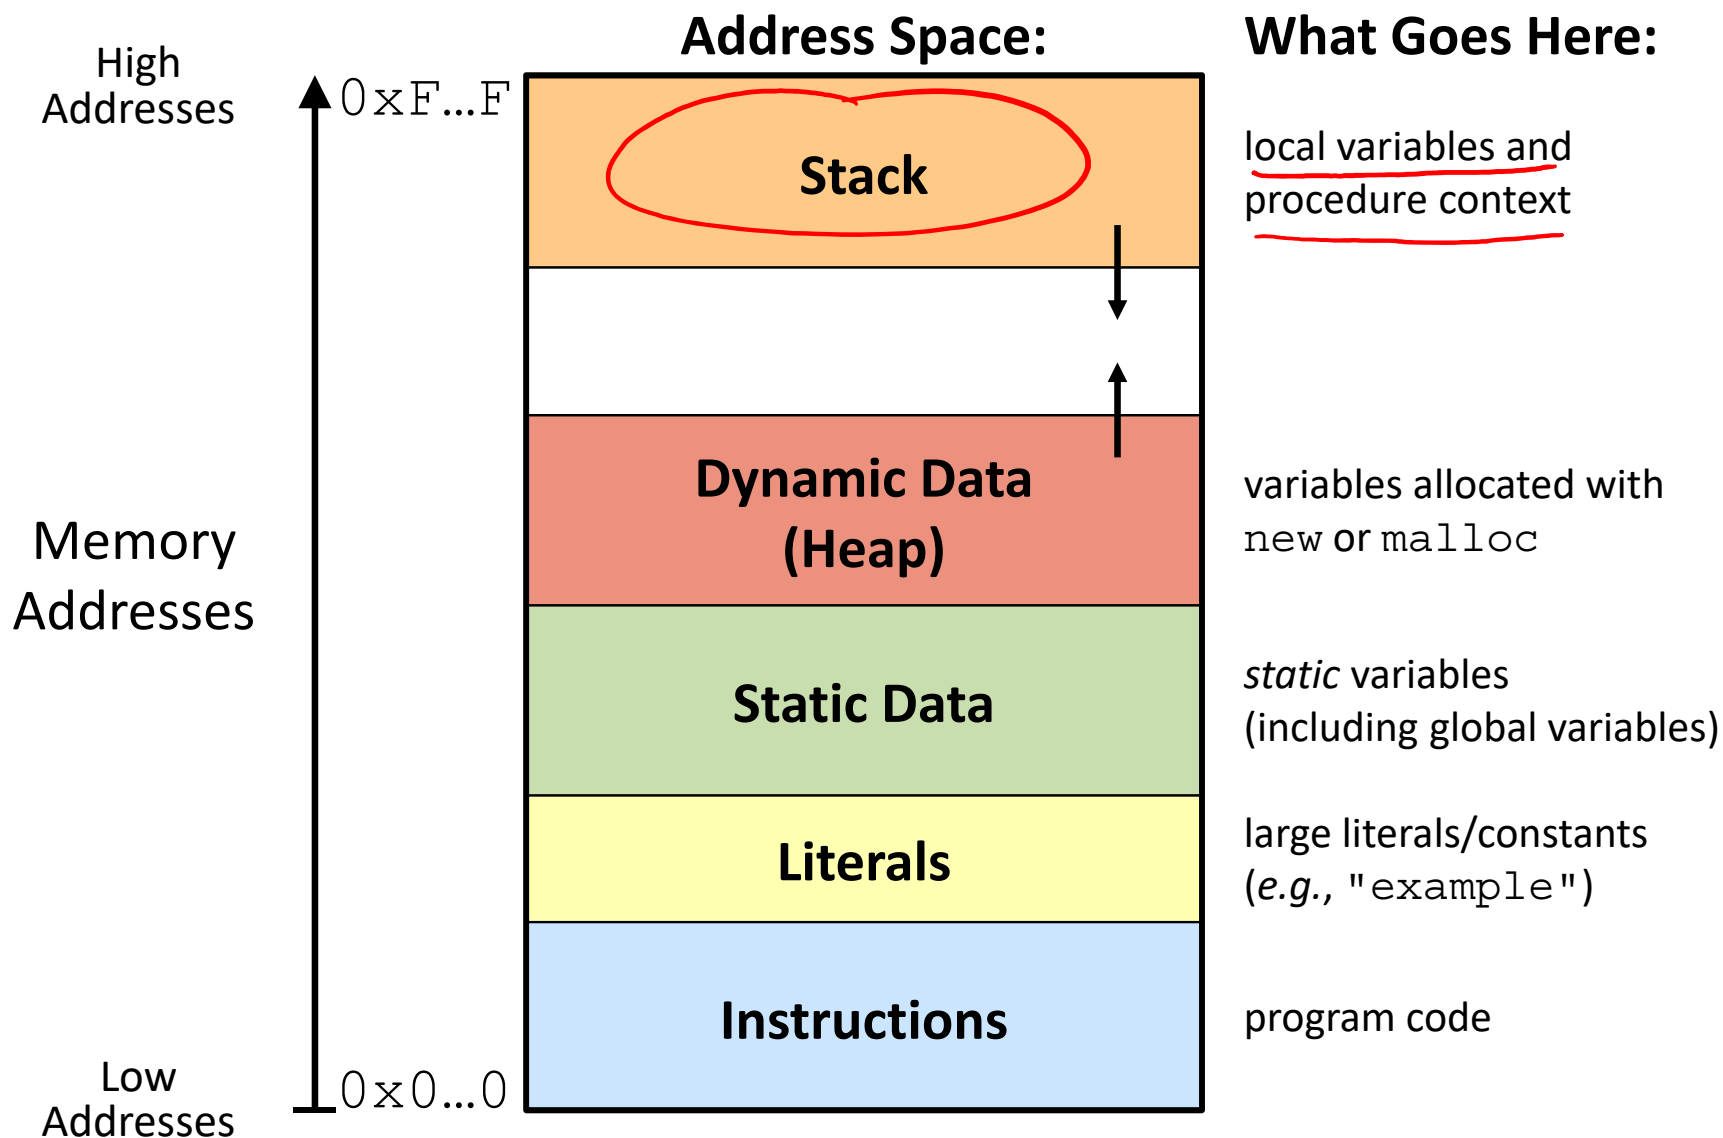 Address Space:
What Goes Here:
High
Addresses
0xF…F
Stack
local variables and
procedure context
Memory
Addresses
Dynamic Data
(Heap)
variables allocated with
new or malloc
Static Data
static variables
(including global variables)
Literals
large literals/constants
(e.g., "example")
Instructions
program code
Low
Addresses
0x0…0